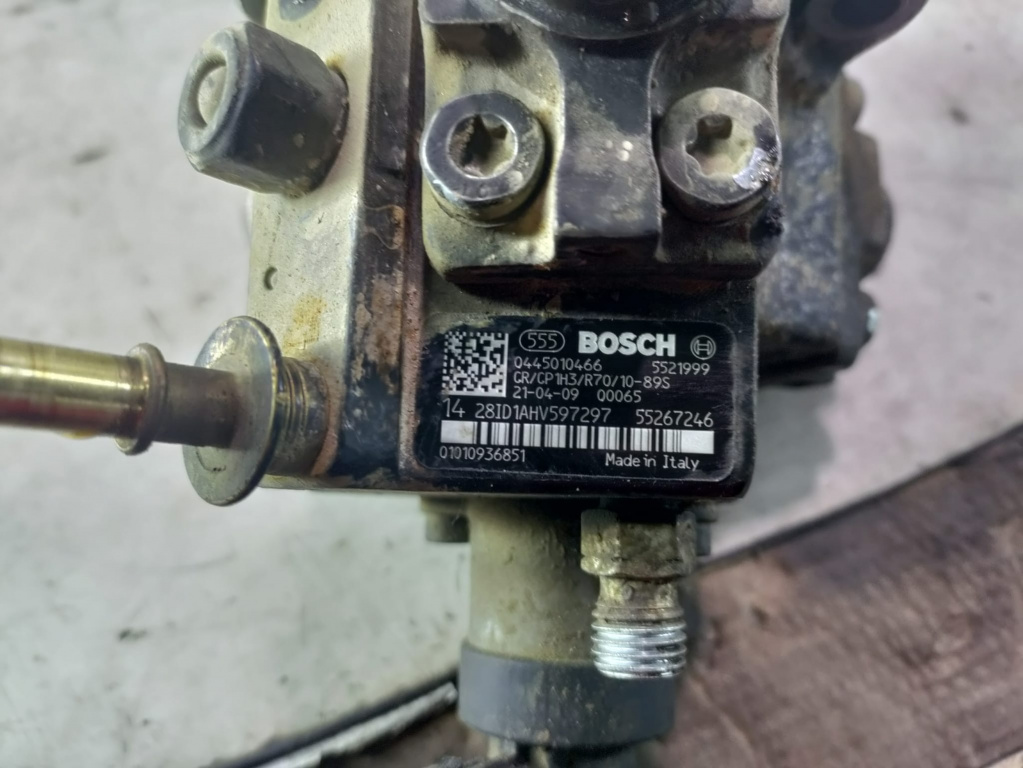 555 BOSCH
0445010466 5521999
CR/CP1H3/R70/10-89S
21-04-09 00065
14 28ID1AHV597297 55267246
01010936851 Made in Italy